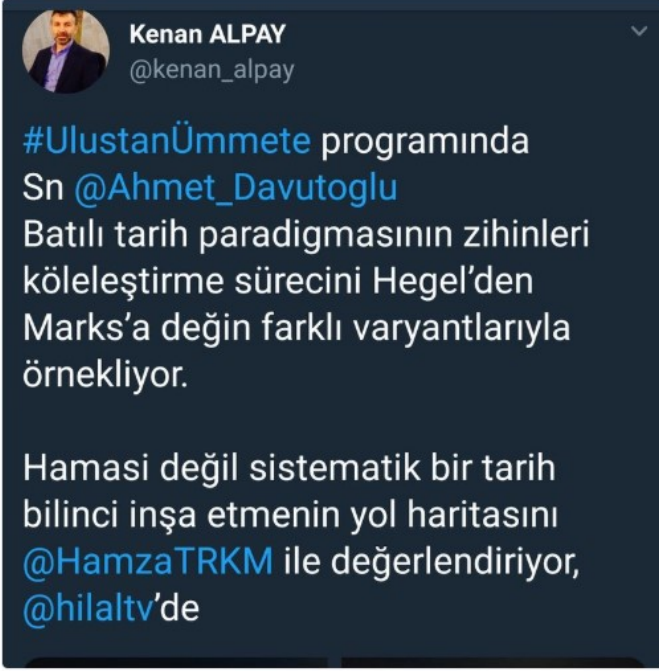 Kenan ALPAY
@kenan_alpay
#UlustanÜmmete programında
Sn @Ahmet_Davutoglu
Batılı tarih paradigmasının zihinleri
köleleştirme sürecini Hegel’den
Marks’a değin farklı varyantlarıyla
örnekliyor.
Hamasi değil sistematik bir tarih
bilinci inşa etmenin yol haritasını
@HamzaTRKM ile değerlendiriyor,
@hilaltv’de